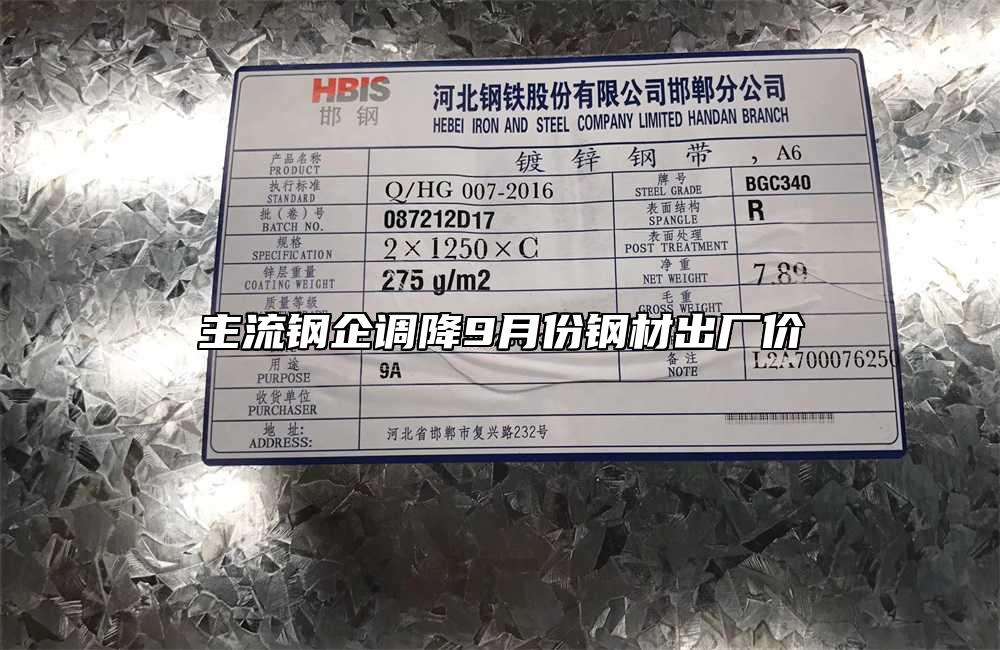 HBIS
邯 钢
河北钢铁股份有限公司邯郸分公司
HEBEI IRON AND STEEL COMPANY LIMITED HANDAN BRANCH
产品名称
PRODUCT
镀 锌 钢 带 , A6
执行标准
STANDARD
Q/HG 007-2016
牌号
STEEL GRADE
BGC340
批(卷)号
BATCH NO.
087212D17
表面结构
SPANGLE
R
规格
SPECIFICATION
2×1250×C
表面处理
POST TREATMENT
锌层重量
COATING WEIGHT
275 g/m2
净重
NET WEIGHT
7.89
质量等级
毛重
GROSS WEIGHT
主流钢企调降9月份钢材出厂价
用途
PURPOSE
9A
备注
NOTE
L2A700076250
收货单位
PURCHASER
地 址:
ADDRESS:
河北省邯郸市复兴路232号